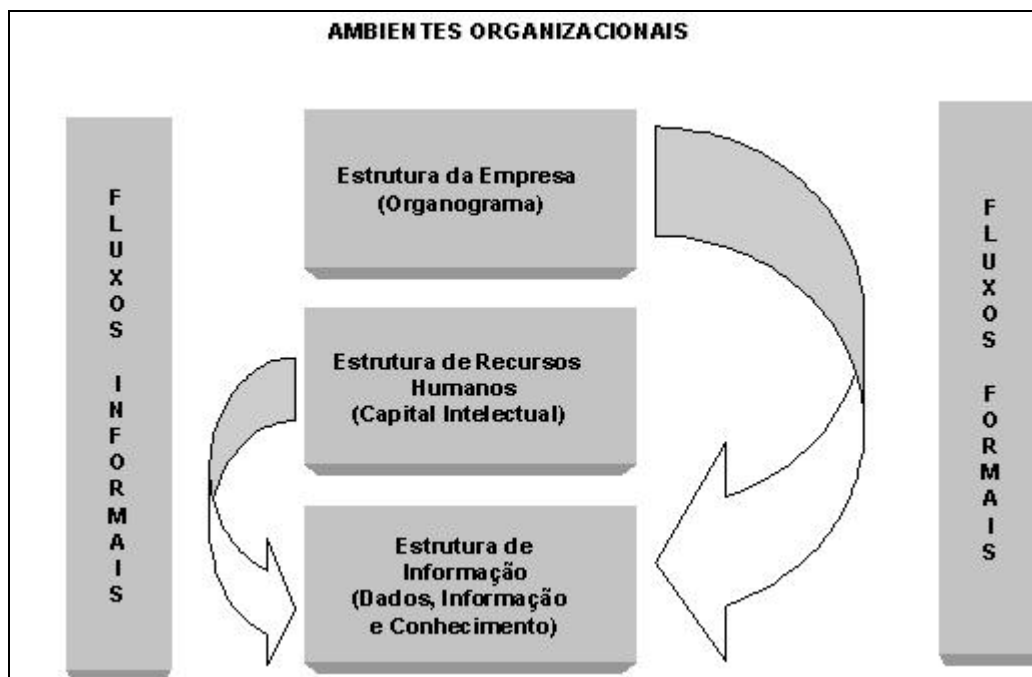 AMBIENTES ORGANIZACIONAIS
FLUXOS INFORMAIS
Estrutura da Empresa
(Organograma)
Estrutura de Recursos
Humanos
(Capital Intelectual)
Estrutura de
Informação
(Dados, Informação
e Conhecimento)
FLUXOS FORMAIS